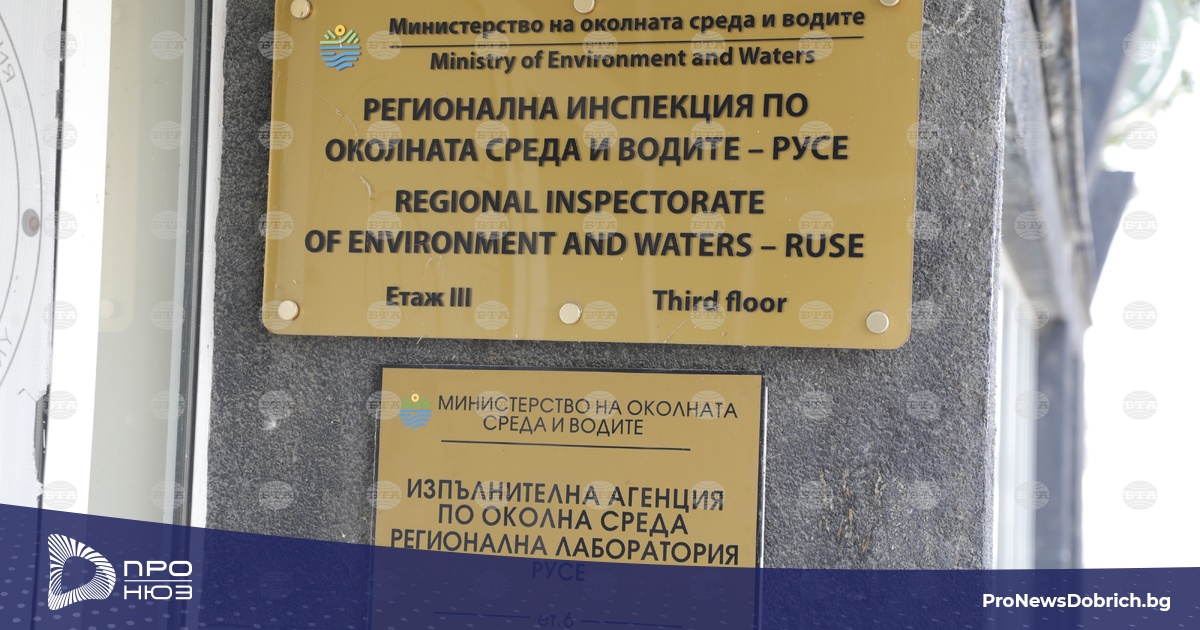 Министерство на околната среда и водите
Ministry of Environment and Waters
РЕГИОНАЛНА ИНСПЕКЦИЯ ПО
ОКОЛНАТА СРЕДА И ВОДИТЕ – РУСЕ
REGIONAL INSPECTORATE
OF ENVIRONMENT AND WATERS – RUSE
Етаж III
Third floor
МИНИСТЕРСТВО НА ОКОЛНАТА
СРЕДА И ВОДИТЕ
ИЗПЪЛНИТЕЛНА АГЕНЦИЯ
ПО ОКОЛНА СРЕДА
РЕГИОНАЛНА ЛАБОРАТОРИЯ
РУСЕ
ет.6
ПРО
НЮЗ
ProNewsDobrich.bg